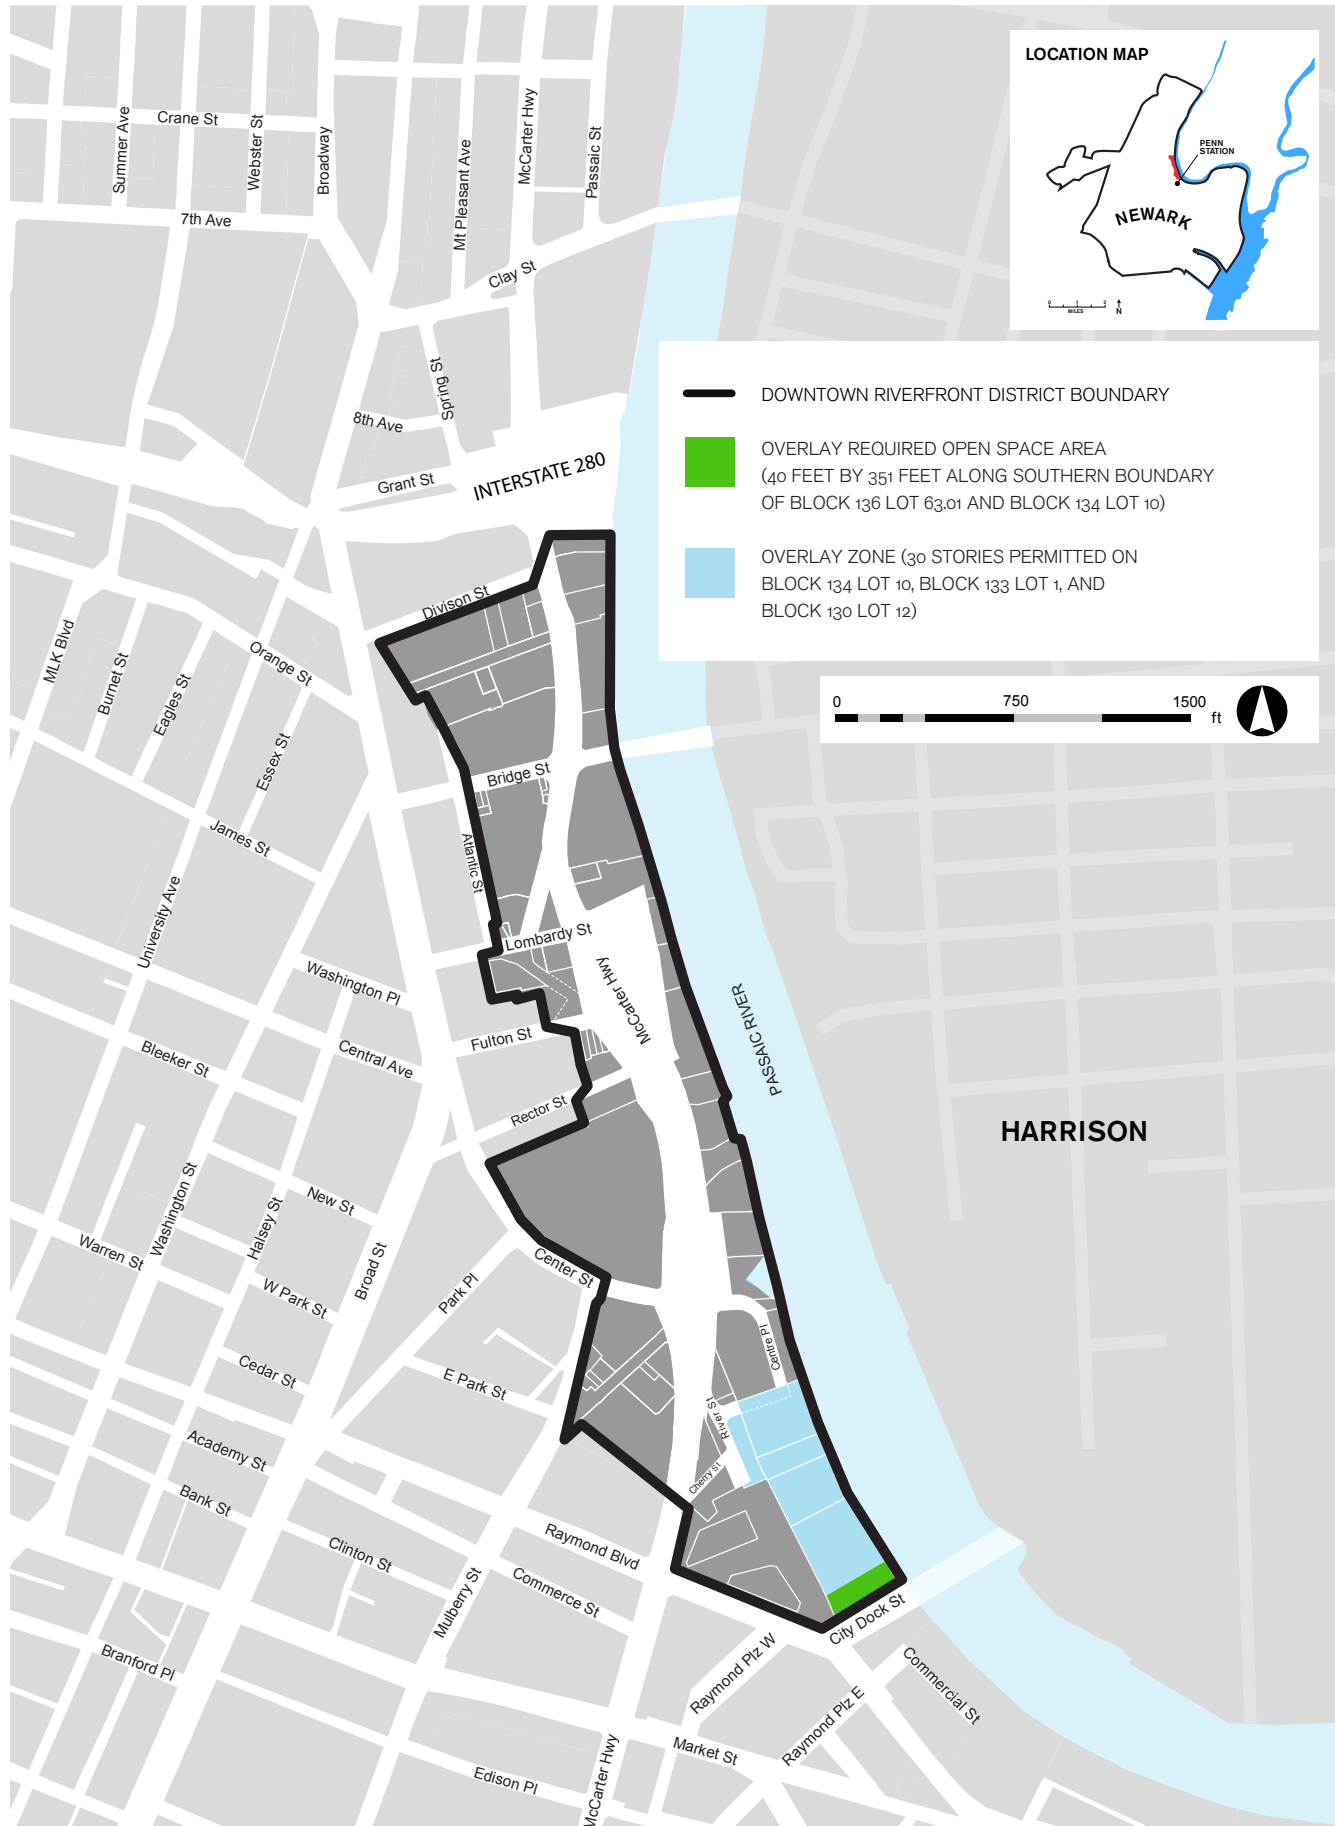 LOCATION MAP
PENN
STATION
NEWARK
0 1 2
MILES
N
DOWNTOWN RIVERFRONT DISTRICT BOUNDARY
OVERLAY REQUIRED OPEN SPACE AREA
(40 FEET BY 351 FEET ALONG SOUTHERN BOUNDARY
OF BLOCK 136 LOT 63.01 AND BLOCK 134 LOT 10)
OVERLAY ZONE (30 STORIES PERMITTED ON
BLOCK 134 LOT 10, BLOCK 133 LOT 1, AND
BLOCK 130 LOT 12)
0 750 1500
ft
Crane St
Summer Ave
Webster St
Broadway
Mt Pleasant Ave
McCarter Hwy
Passaic St
7th Ave
Clay St
Spring St
8th Ave
Grant St
INTERSTATE 280
Divison St
MLK Blvd
Burnet St
Eagles St
Orange St
Essex St
Bridge St
James St
Atlantic St
University Ave
Lombardy St
Washington Pl
McCarter Hwy
PASSAIC RIVER
Fulton St
Bleeker St
Central Ave
Rector St
HARRISON
Washington St
New St
Halsey St
Warren St
Broad St
Center St
W Park St
Park Pl
Centre Pl
Cedar St
E Park St
River St
Academy St
Cherry St
Bank St
Raymond Blvd
Clinton St
Commerce St
Mulberry St
City Dock St
Branford Pl
Raymond Plz W
Commercial St
Raymond Plz E
Market St
Edison Pl
McCarter Hwy